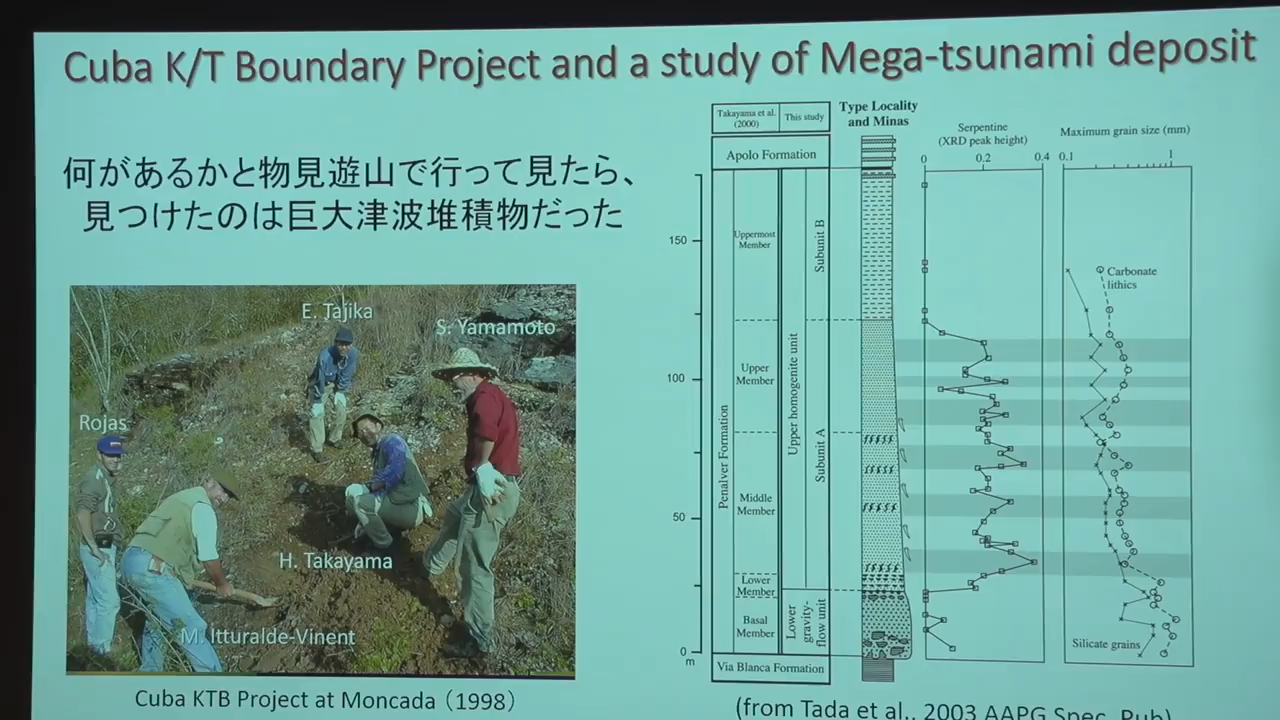 Cuba K/T Boundary Project and a study of Mega-tsunami deposit
何があるかと物見遊山で行って見たら、
見つけたのは巨大津波堆積物だった
E. Tajika
S. Yamamoto
Rojas
H. Takayama
M. Itturalde-Vinent
Cuba KTB Project at Moncada（1998）
Takayama et al.
(2000)
This study
Type Locality
and Minas
Serpentine
(XRD peak height)
Maximum grain size (mm)
0
0.2
0.4
0.1
1
Apolo Formation
150
100
50
0
m
Penalver Formation
Uppermost
Member
Upper
Member
Middle
Member
Lower
Member
Basal
Member
Upper homogenite unit
Subunit B
Subunit A
Lower
gravity-
flow unit
Via Blanca Formation
Carbonate
lithics
Silicate grains
(from Tada et al., 2003 AAPG Spec. Pub)